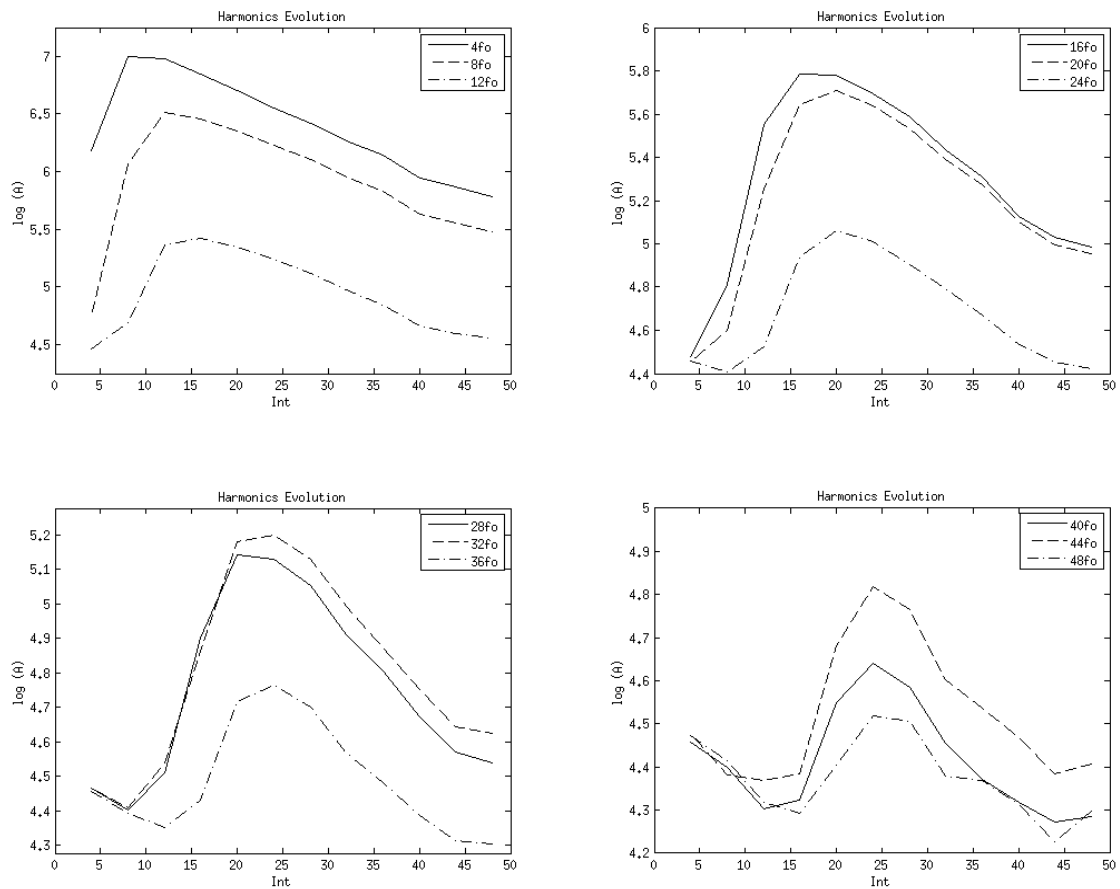 Harmonics Evolution
4fo
8fo
12fo
7
6.5
6
5.5
5
4.5
log (A)
0 5 10 15 20 25 30 35 40 45 50
Int
Harmonics Evolution
16fo
20fo
24fo
6
5.8
5.6
5.4
5.2
5
4.8
4.6
4.4
log (A)
0 5 10 15 20 25 30 35 40 45 50
Int
Harmonics Evolution
28fo
32fo
36fo
5.2
5.1
5
4.9
4.8
4.7
4.6
4.5
4.4
4.3
log (A)
0 5 10 15 20 25 30 35 40 45 50
Int
Harmonics Evolution
40fo
44fo
48fo
5
4.9
4.8
4.7
4.6
4.5
4.4
4.3
4.2
log (A)
0 5 10 15 20 25 30 35 40 45 50
Int